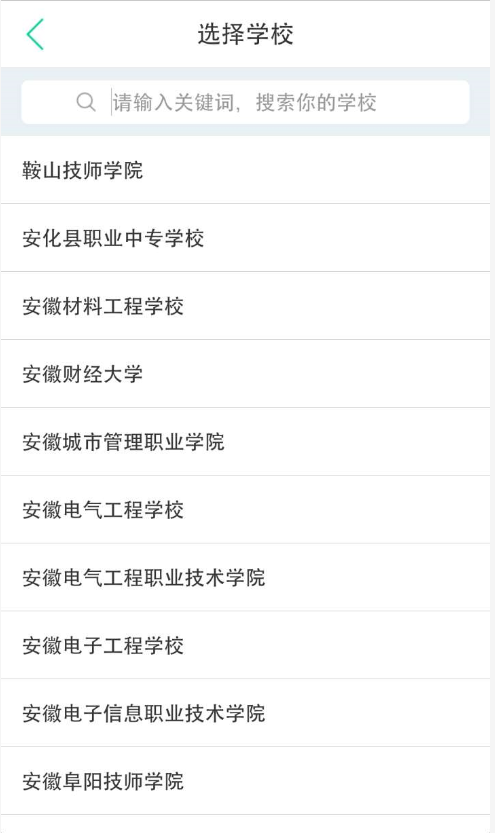 选择学校
请输入关键词，搜索你的学校
鞍山技师学院
安化县职业中专学校
安徽材料工程学校
安徽财经大学
安徽城市管理职业学院
安徽电气工程学校
安徽电气工程职业技术学院
安徽电子工程学校
安徽电子信息职业技术学院
安徽阜阳技师学院